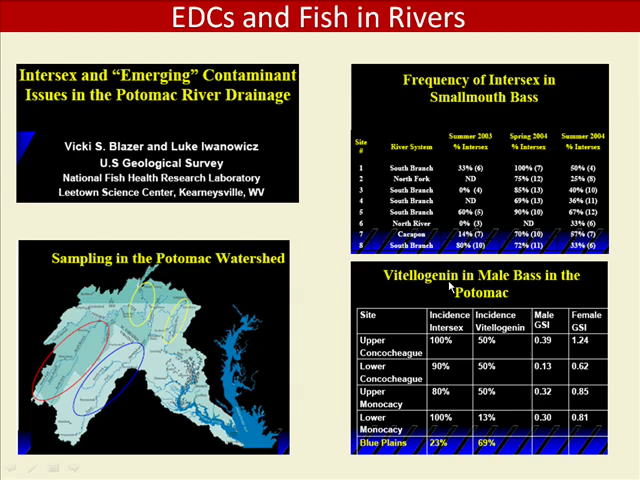 EDCs and Fish in Rivers
Intersex and “Emerging” Contaminant
Issues in the Potomac River Drainage
Vicki S. Blazer and Luke Iwanowicz
U.S Geological Survey
National Fish Health Research Laboratory
Leetown Science Center, Kearneysville, WV
Frequency of Intersex in
Smallmouth Bass
Site # River System Summer 2003 % Intersex Spring 2004 % Intersex Summer 2004 % Intersex
1 South Branch 33% (6) 100% (7) 50% (4)
2 North Fork ND 75% (12) 25% (8)
3 South Branch 0% (4) 85% (13) 40% (10)
4 South Branch ND 69% (13) 36% (11)
5 South Branch 60% (5) 90% (10) 67% (12)
6 North River 0% (3) ND 33% (6)
7 Cacapon 14% (7) 70% (10) 57% (7)
8 South Branch 80% (10) 72% (11) 33% (6)
Sampling in the Potomac Watershed
Vitellogenin in Male Bass in the
Potomac
Site Incidence Intersex Incidence Vitellogenin Male GSI Female GSI
Upper Concocheague 100% 50% 0.39 1.24
Lower Concocheague 90% 50% 0.13 0.62
Upper Monocacy 80% 50% 0.32 0.85
Lower Monocacy 100% 13% 0.30 0.81
Blue Plains 23% 69%